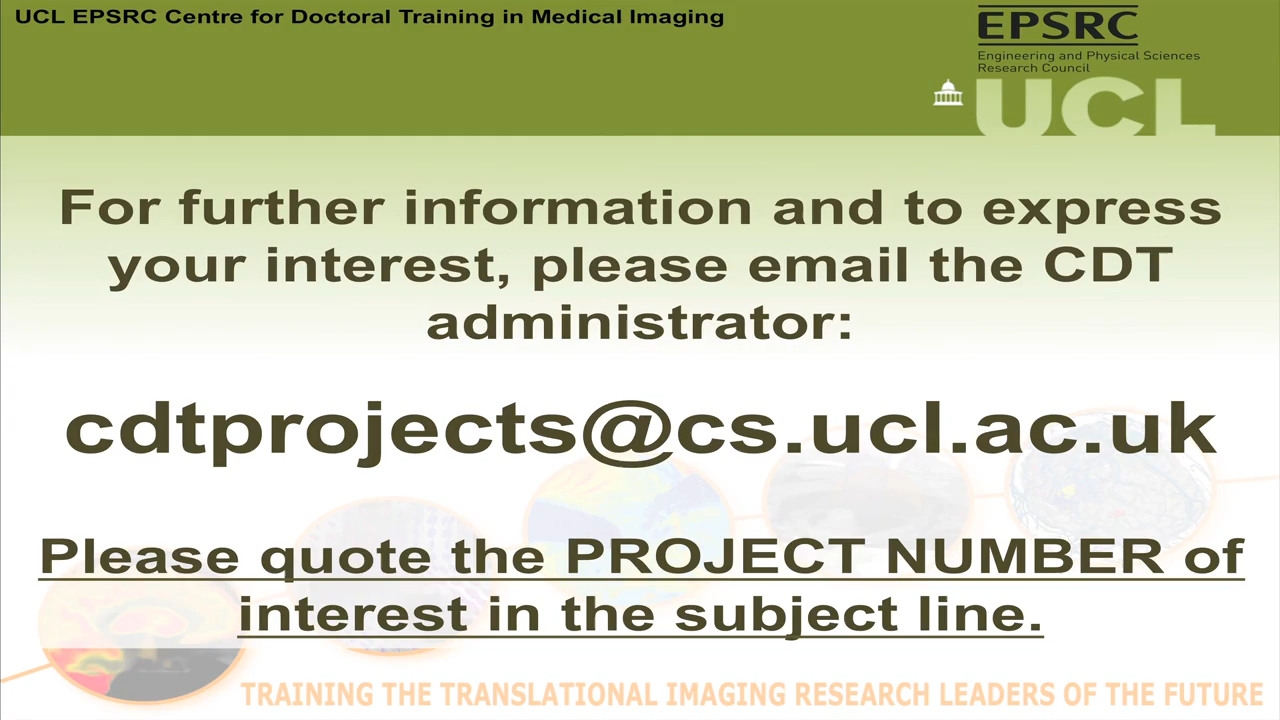 UCL EPSRC Centre for Doctoral Training in Medical Imaging
EPSRC
Engineering and Physical Sciences
Research Council
UCL
For further information and to express
your interest, please email the CDT
administrator:
cdtprojects@cs.ucl.ac.uk
Please quote the PROJECT NUMBER of
interest in the subject line.
TRAINING THE TRANSLATIONAL IMAGING RESEARCH LEADERS OF THE FUTURE